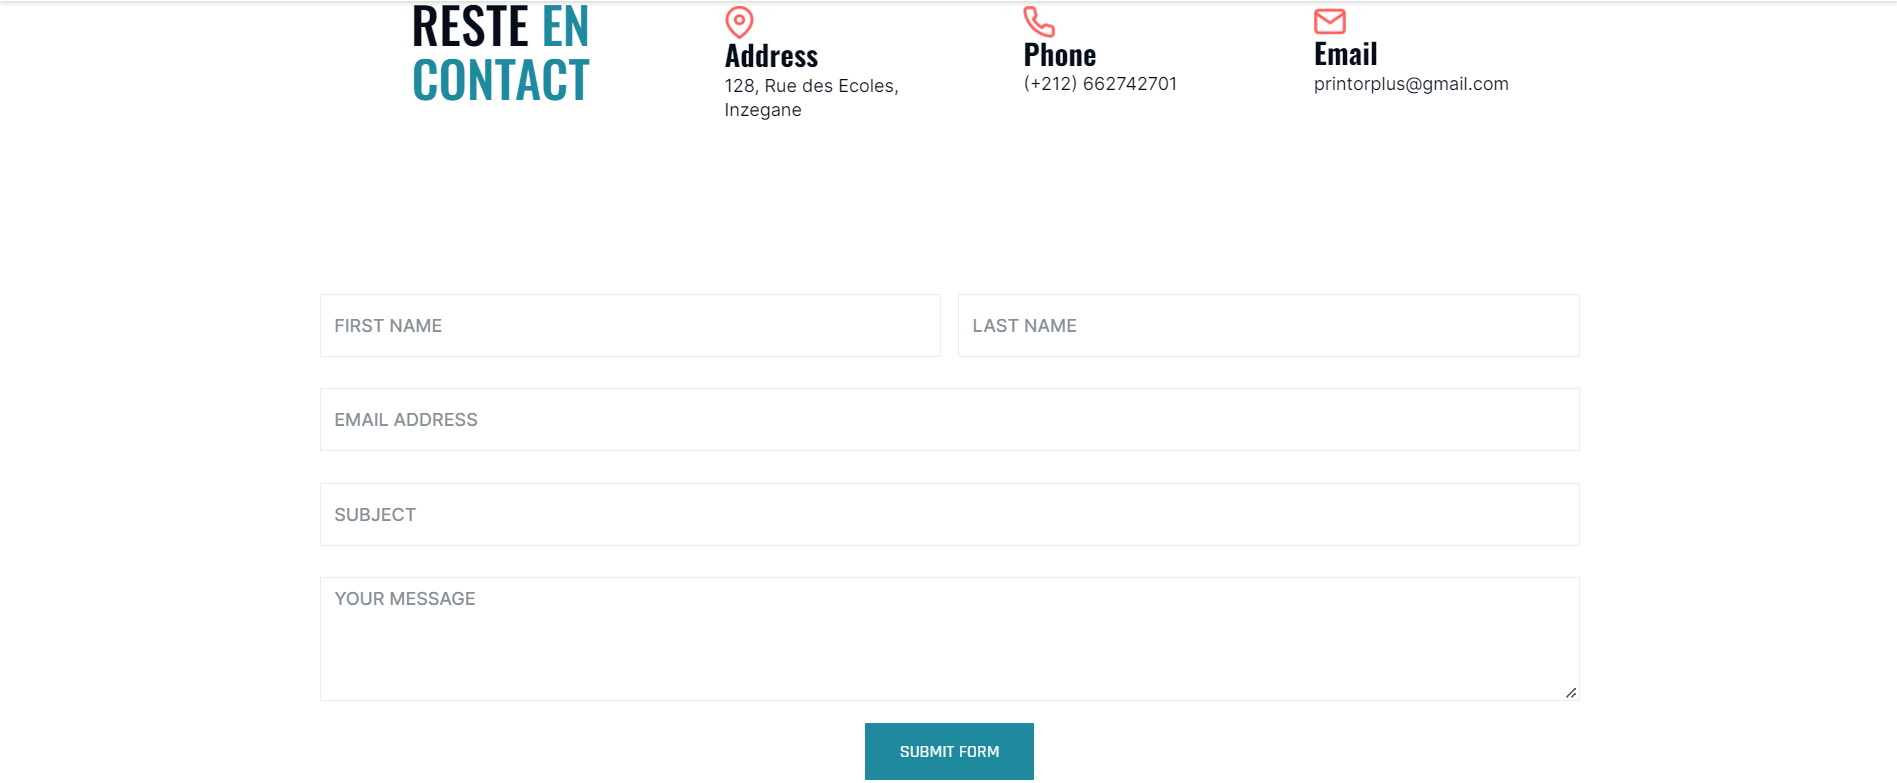 RESTE EN
CONTACT
Address
128, Rue des Ecoles,
Inzegane
Phone
(+212) 662742701
Email
printorplus@gmail.com
FIRST NAME
LAST NAME
EMAIL ADDRESS
SUBJECT
YOUR MESSAGE
SUBMIT FORM